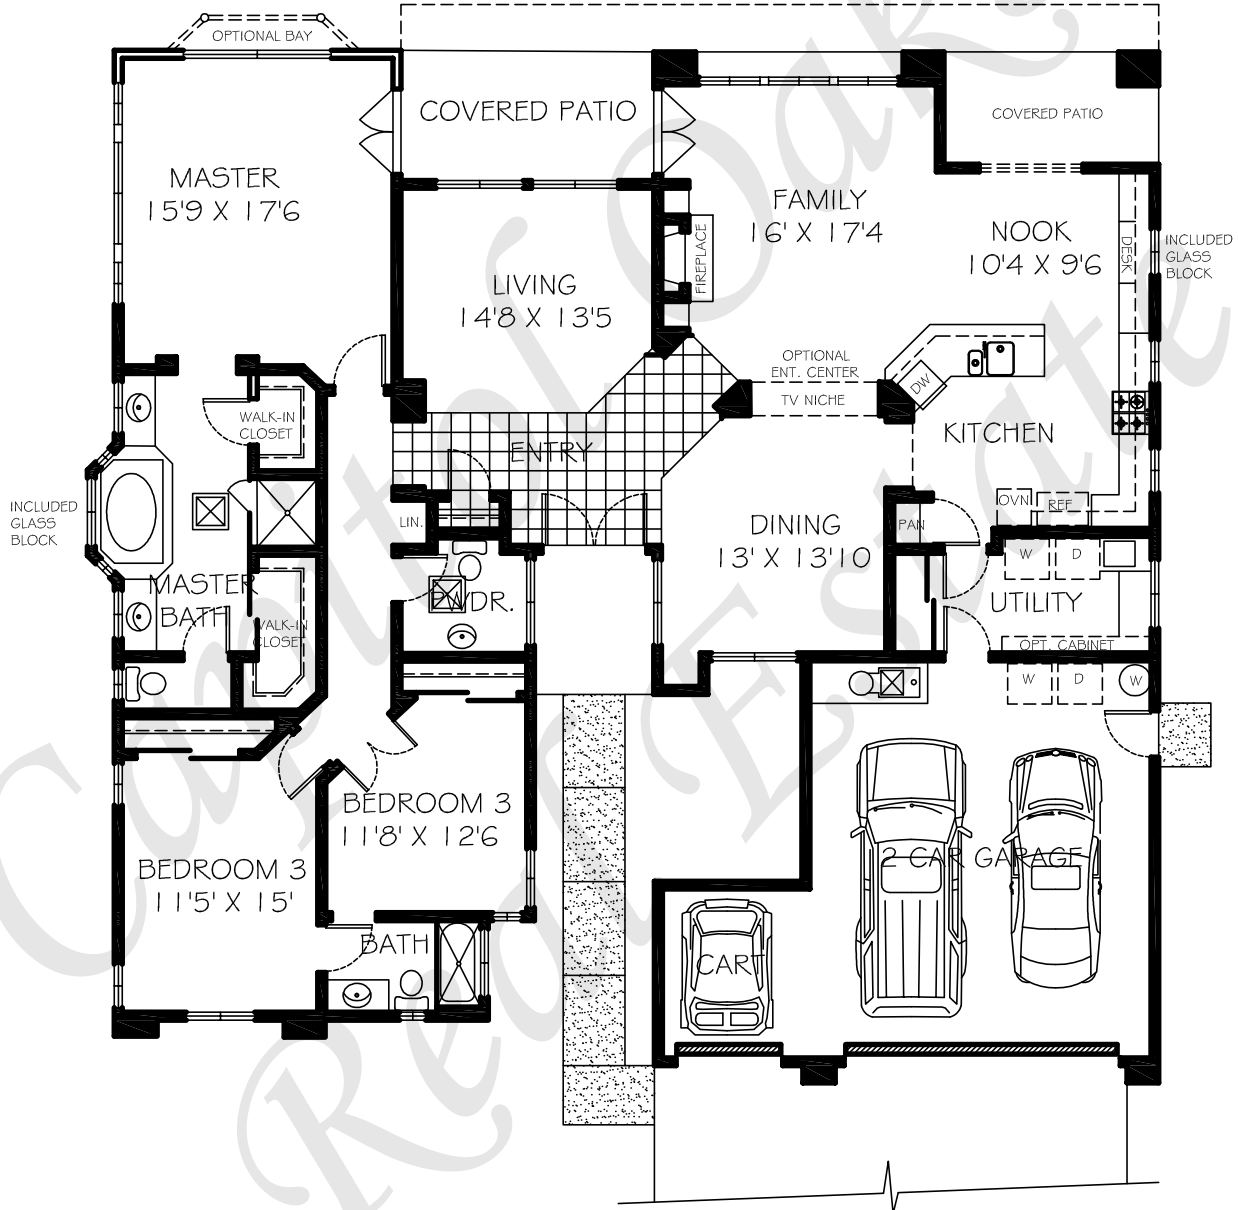 OPTIONAL BAY
COVERED PATIO
COVERED PATIO
MASTER
15'9 X 17'6
FAMILY
16' X 17'4
NOOK
10'4 X 9'6
DESK
INCLUDED
GLASS
BLOCK
FIREPLACE
LIVING
14'8 X 13'5
OPTIONAL
ENT. CENTER
TV NICHE
DW
WALK-IN
CLOSET
ENTRY
KITCHEN
INCLUDED
GLASS
BLOCK
LIN.
DINING
13' X 13'10
PAN
OVN
REF
W
D
UTILITY
OPT. CABINET
MASTER
BATH
PWDR.
WALK-IN
CLOSET
W
D
W
BEDROOM 3
11'8' X 12'6
BEDROOM 3
11'5' X 15'
2 CAR GARAGE
BATH
CART
Capitol Oaks
Real Estate